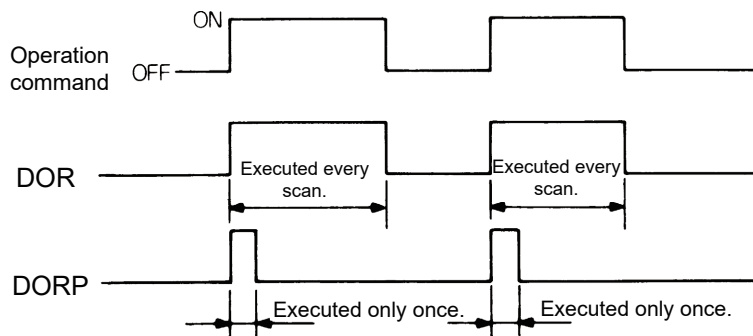 ON
Operation
command
OFF
DOR
Executed every
scan.
Executed every
scan.
DORP
Executed only once.
Executed only once.